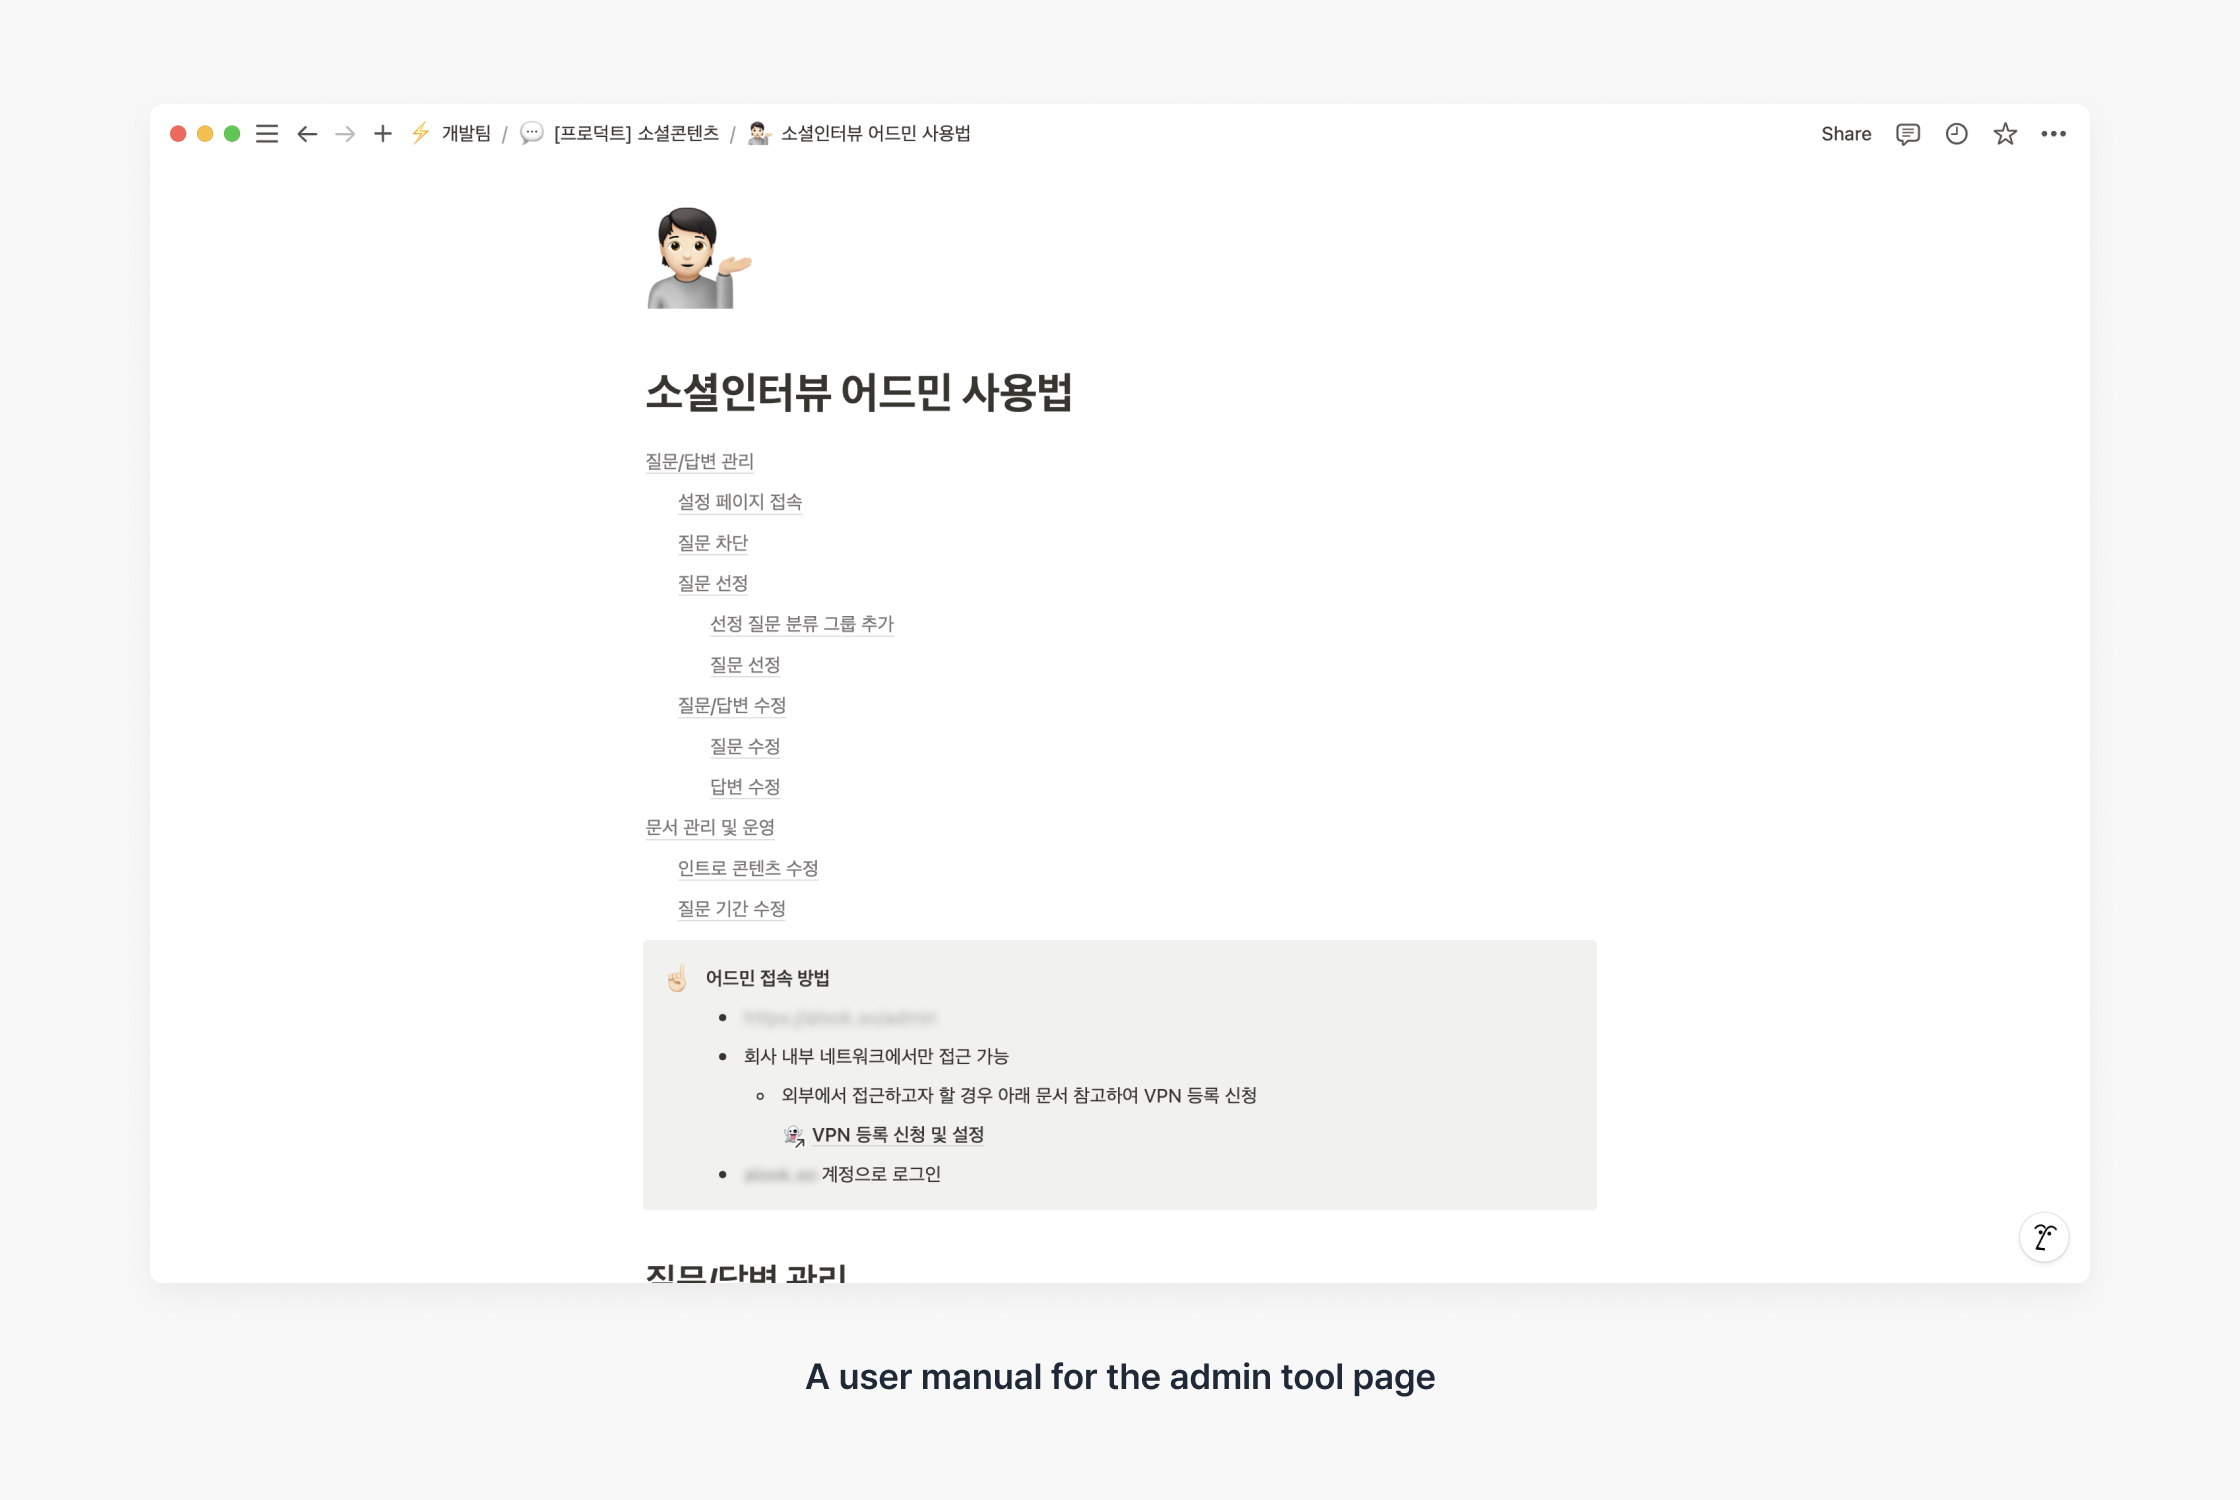 개발팀 / [프로덕트] 소셜콘텐츠 / 소셜인터뷰 어드민 사용법
Share
소셜인터뷰 어드민 사용법
질문/답변 관리
설정 페이지 접속
질문 차단
질문 선정
선정 질문 분류 그룹 추가
질문 선정
질문/답변 수정
질문 수정
답변 수정
문서 관리 및 운영
인트로 콘텐츠 수정
질문 기간 수정
어드민 접속 방법
회사 내부 네트워크에서만 접근 가능
외부에서 접근하고자 할 경우 아래 문서 참고하여 VPN 등록 신청
VPN 등록 신청 및 설정
계정으로 로그인
질문/답변 관리
A user manual for the admin tool page